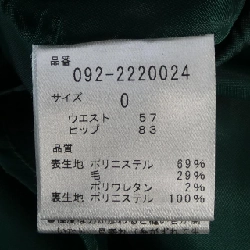 品番
092-2220024
サイズ
0
ウエスト 57
ヒップ 83
品質
表生地 ポリエステル 69%
毛 29%
ポリウレタン 2%
裏生地 ポリエステル 100%